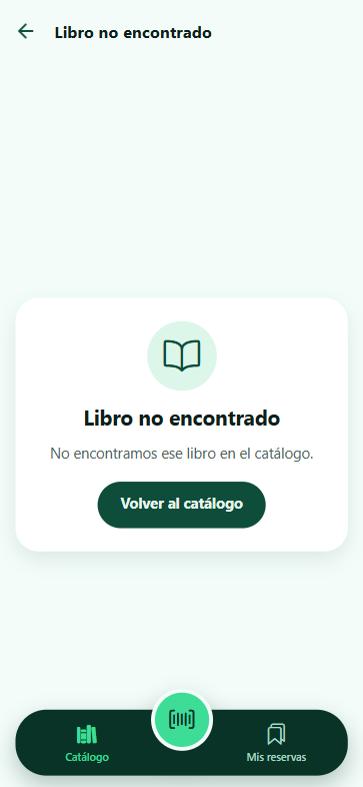 Libro no encontrado
Libro no encontrado
No encontramos ese libro en el catálogo.
Volver al catálogo
Catálogo
Mis reservas